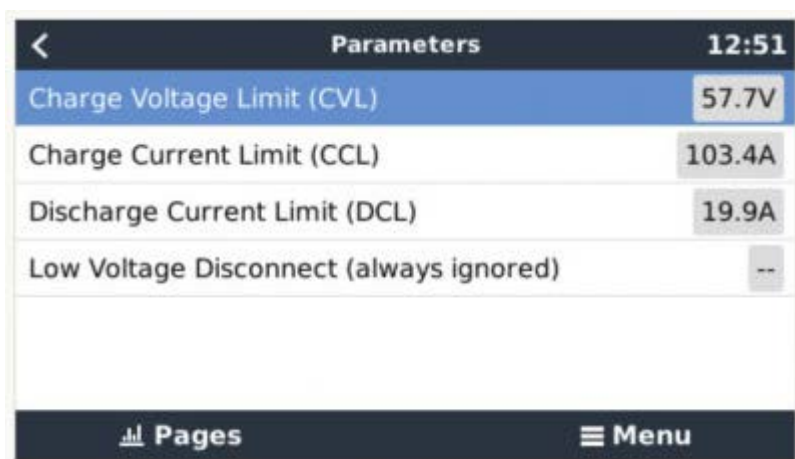 Parameters 12:51
Charge Voltage Limit (CVL) 57.7V
Charge Current Limit (CCL) 103.4A
Discharge Current Limit (DCL) 19.9A
Low Voltage Disconnect (always ignored) --
Pages Menu